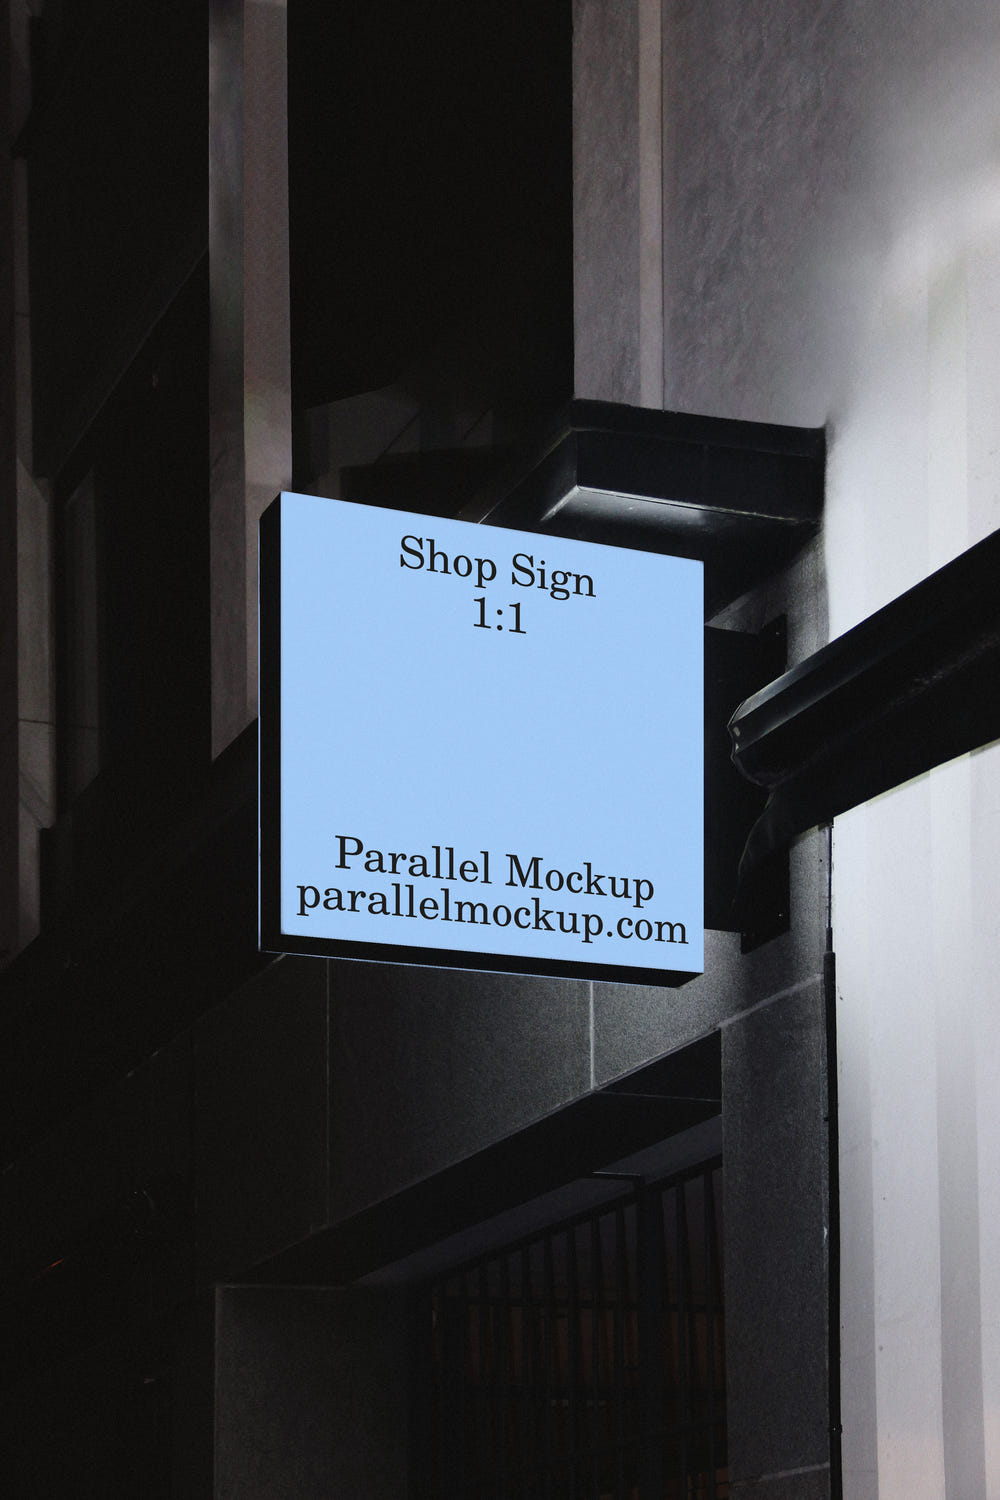 Shop Sign
1:1
Parallel Mockup
parallelmockup.com